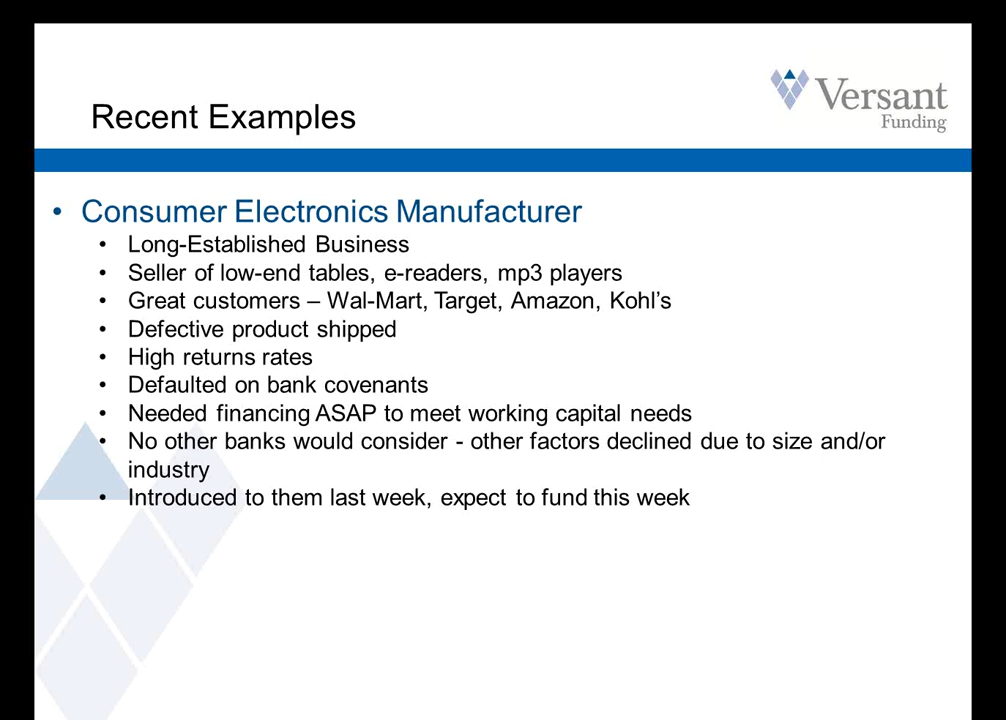 Versant
Funding
Recent Examples
• Consumer Electronics Manufacturer
• Long-Established Business
• Seller of low-end tables, e-readers, mp3 players
• Great customers – Wal-Mart, Target, Amazon, Kohl’s
• Defective product shipped
• High returns rates
• Defaulted on bank covenants
• Needed financing ASAP to meet working capital needs
• No other banks would consider - other factors declined due to size and/or
industry
• Introduced to them last week, expect to fund this week